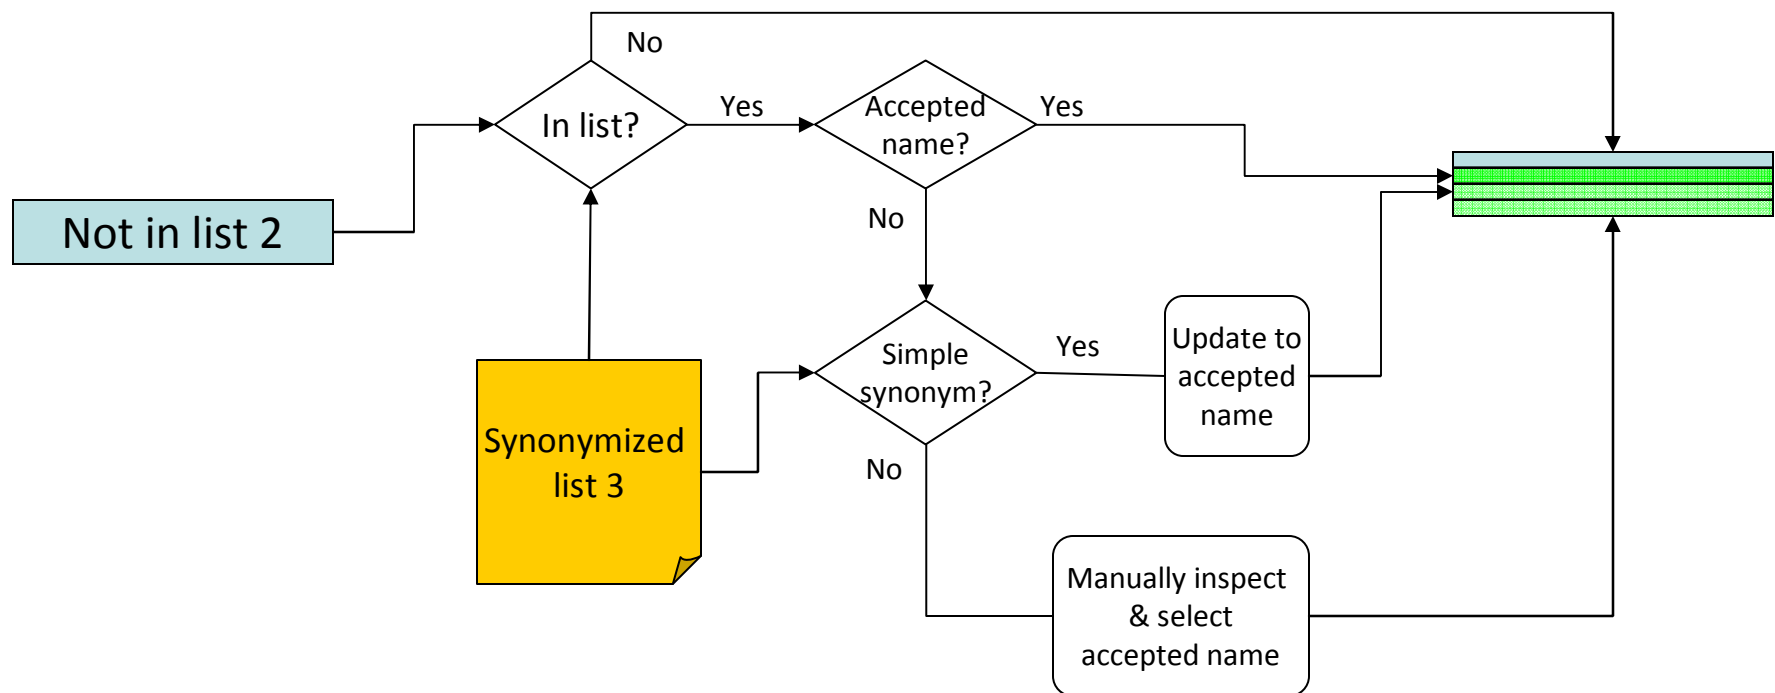 No
In list?
Yes
Accepted
name?
Yes
Not in list 2
No
Simple
synonym?
Yes
Update to
accepted
name
Synonymized
list 3
No
Manually inspect
& select
accepted name